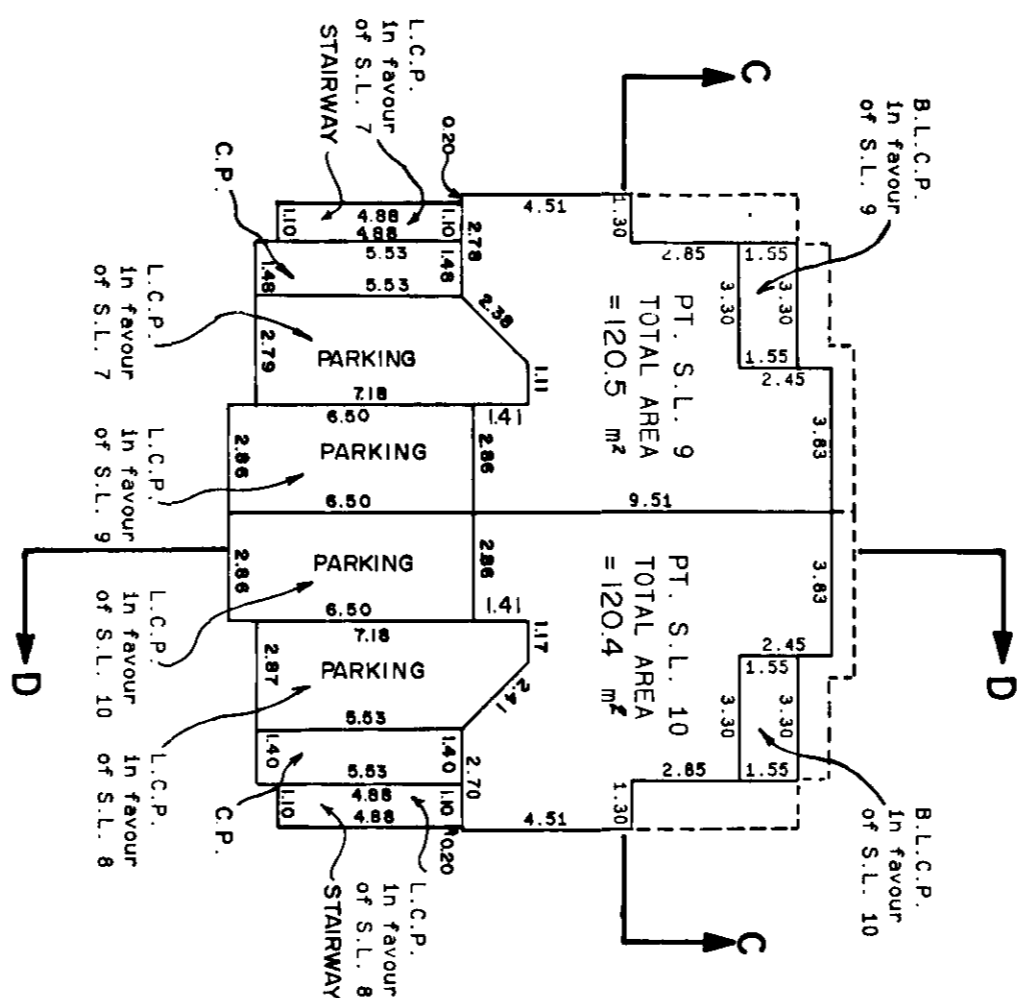 C
C
B.L.C.P.
in favour
of S.L. 9
L.C.P.
in favour
of S.L. 7
STAIRWAY
C.P.
0.20
4.51
1.30
1.10
4.88
4.88
1.10
2.78
5.53
1.48
5.53
1.48
2.38
2.85
1.55
3.30
3.30
1.55
2.45
PT. S.L. 9
TOTAL AREA
= 120.5 m²
L.C.P.
in favour
of S.L. 7
2.79
PARKING
7.18
1.11
1.41
3.83
L.C.P.
in favour
of S.L. 9
6.50
2.86
PARKING
2.86
6.50
9.51
D
D
2.86
PARKING
2.86
6.50
1.41
3.83
L.C.P.
in favour
of S.L. 10
PT. S.L. 10
TOTAL AREA
= 120.4 m²
7.18
1.17
2.87
PARKING
2.41
5.53
2.45
1.55
3.30
3.30
1.55
2.85
L.C.P.
in favour
of S.L. 8
1.40
1.40
2.70
5.53
1.10
4.88
4.88
1.10
4.51
1.30
0.20
C.P.
L.C.P.
in favour
of S.L. 8
STAIRWAY
B.L.C.P.
in favour
of S.L. 10